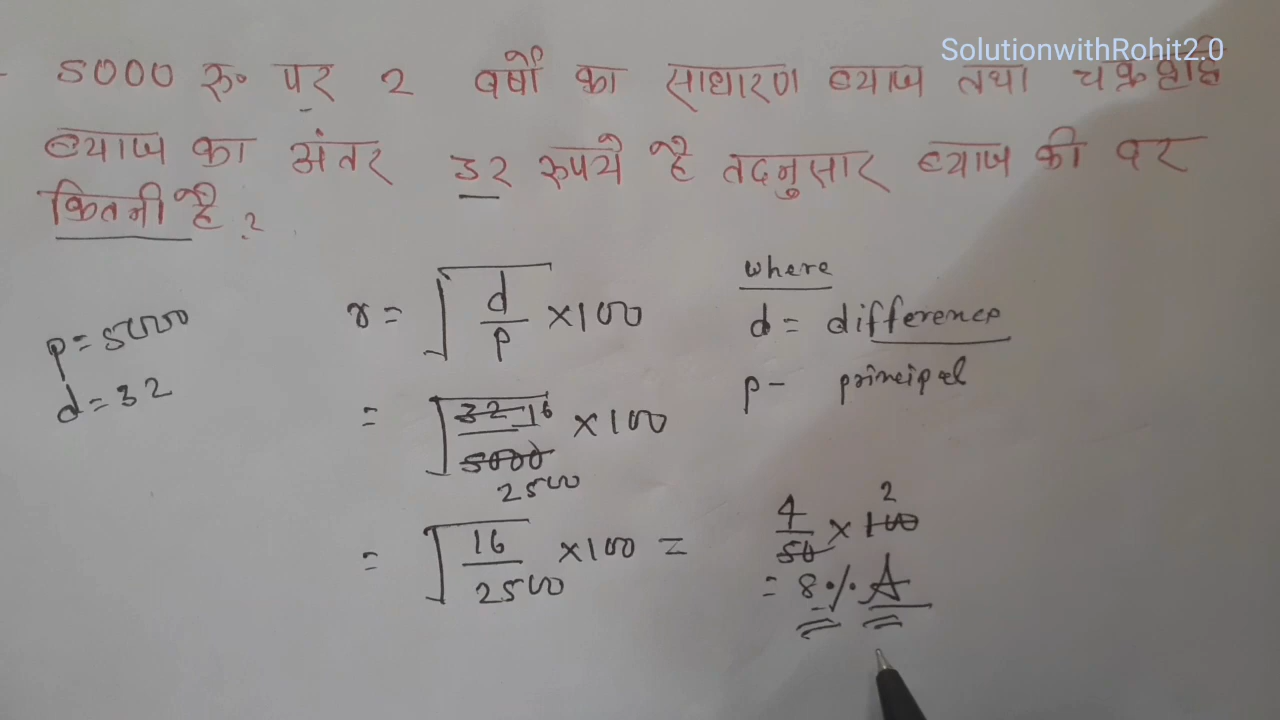 SolutionwithRohit2.0
5000 रु० पर 2 वर्षों का साधारण ब्याज तथा चक्रवृद्धि
ब्याज का अंतर 32 रूपये है तदनुसार ब्याज की दर
कितनी है ?
p = 5000
d = 32
r = √(d/p) × 100
= √(32 16/5000 2500) × 100
= √(16/2500) × 100 = 4/50 × 100 2
= 8% A
where
d = difference
p - principal